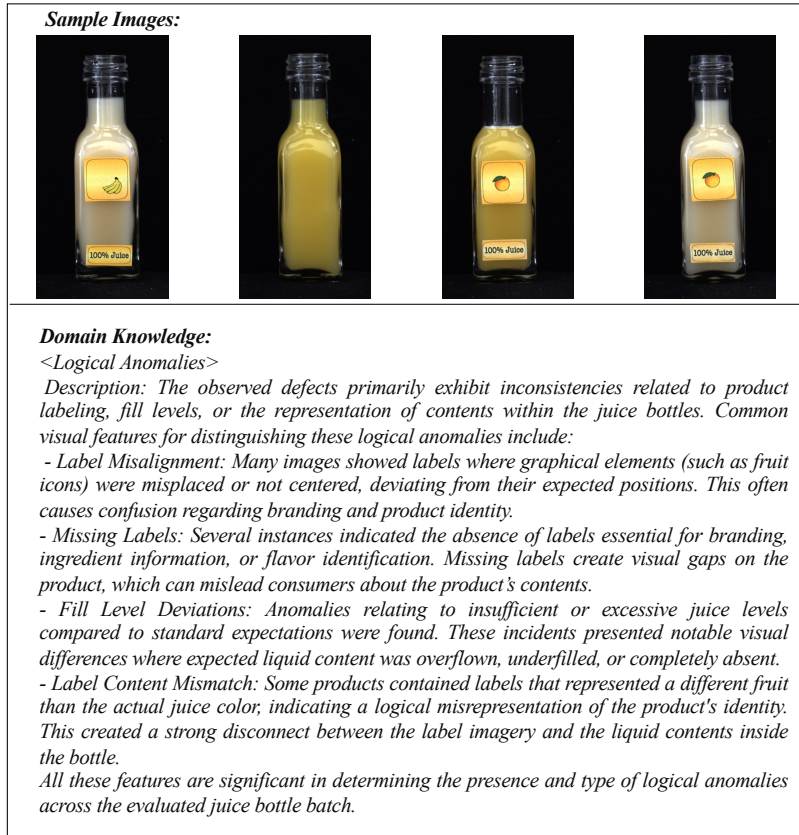 Sample Images:
100% Juice
100% Juice
100% Juice
Domain Knowledge:
<Logical Anomalies>
Description: The observed defects primarily exhibit inconsistencies related to product
labeling, fill levels, or the representation of contents within the juice bottles. Common
visual features for distinguishing these logical anomalies include:
- Label Misalignment: Many images showed labels where graphical elements (such as fruit
icons) were misplaced or not centered, deviating from their expected positions. This often
causes confusion regarding branding and product identity.
- Missing Labels: Several instances indicated the absence of labels essential for branding,
ingredient information, or flavor identification. Missing labels create visual gaps on the
product, which can mislead consumers about the product's contents.
- Fill Level Deviations: Anomalies relating to insufficient or excessive juice levels
compared to standard expectations were found. These incidents presented notable visual
differences where expected liquid content was overflown, underfilled, or completely absent.
- Label Content Mismatch: Some products contained labels that represented a different fruit
than the actual juice color, indicating a logical misrepresentation of the product's identity.
This created a strong disconnect between the label imagery and the liquid contents inside
the bottle.
All these features are significant in determining the presence and type of logical anomalies
across the evaluated juice bottle batch.